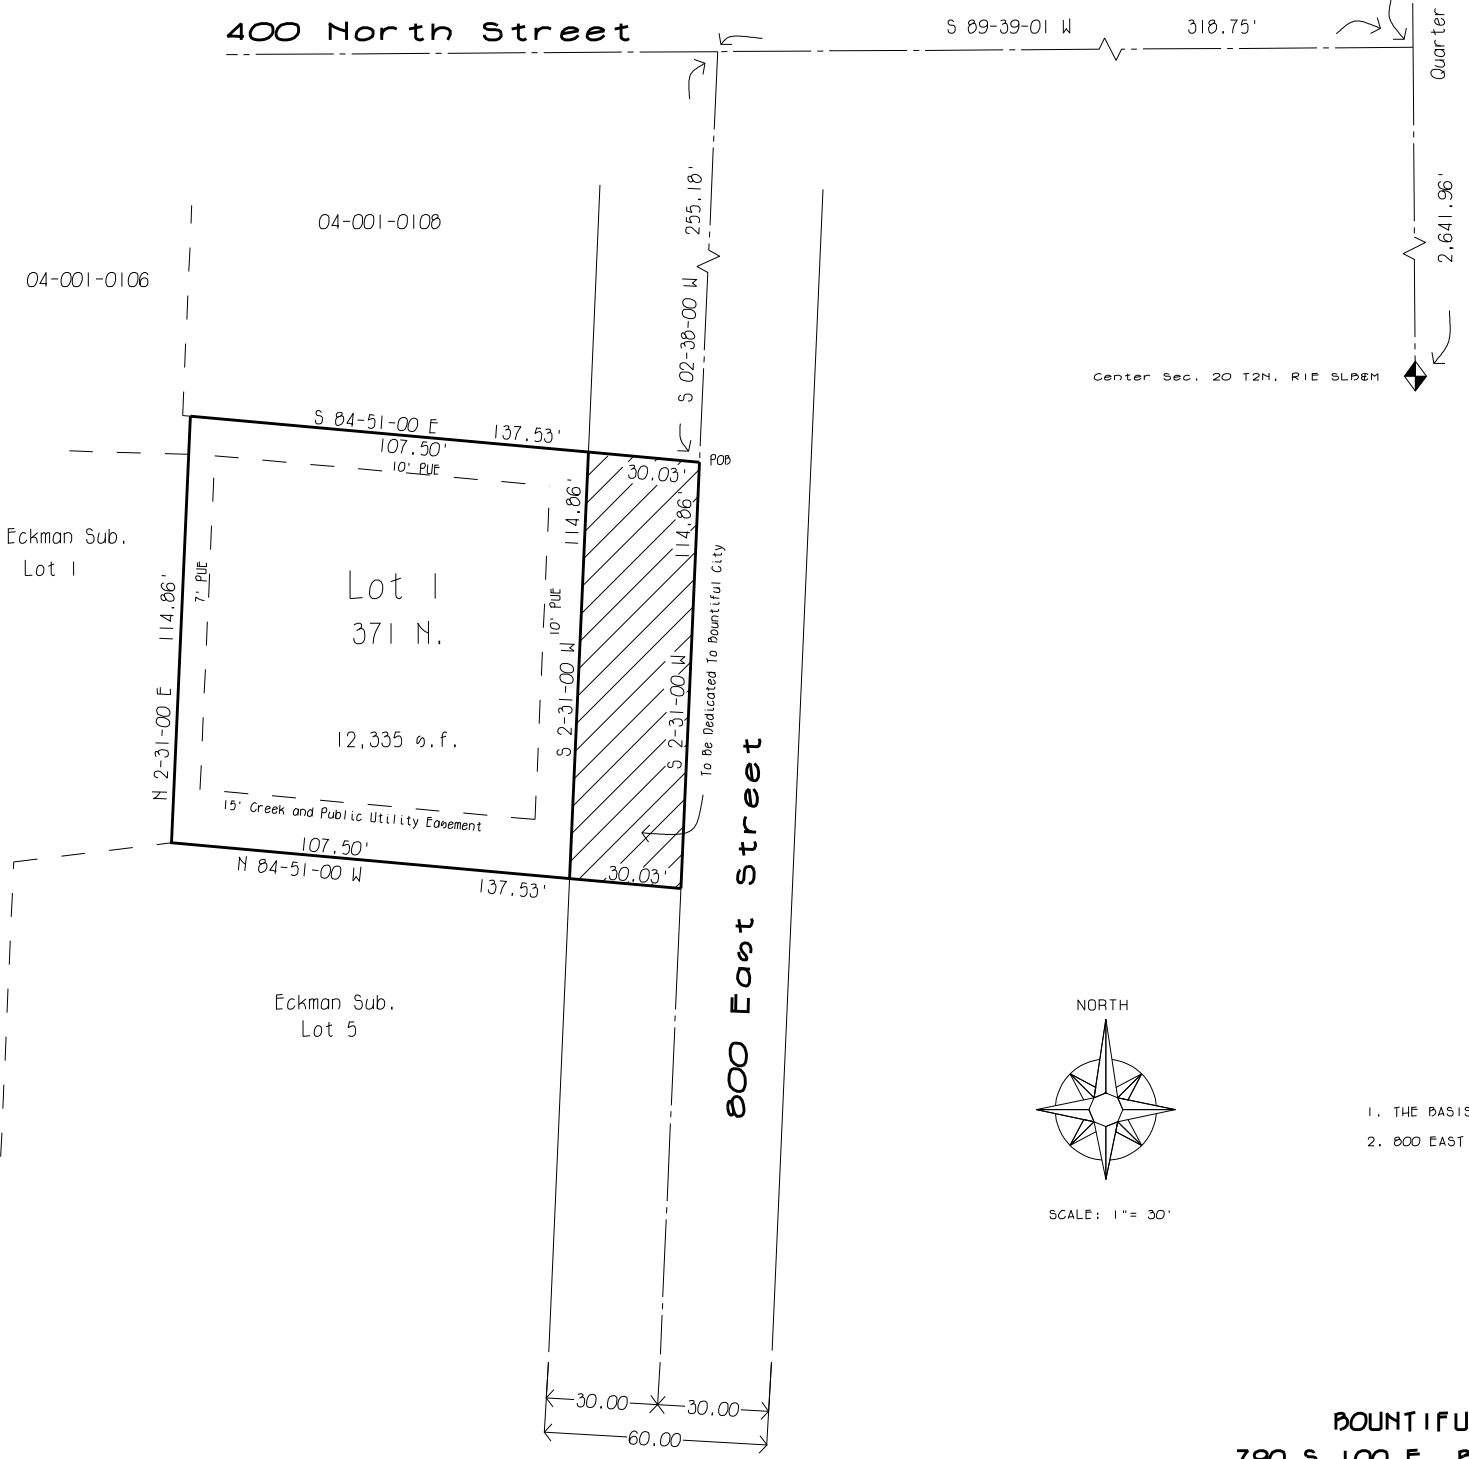 400 North Street
S 89-39-01 W 318.75'
Quarter
255.18'
S 02-38-00 W
2,641.96'
04-001-0108
04-001-0106
Center Sec. 20 T2N, R1E SLB&M
S 84-51-00 E 137.53'
107.50'
10' PUE
30.03'
POB
114.86'
114.86'
Eckman Sub.
Lot 1
7' PUE
114.86'
N 2-31-00 E
Lot 1
371 N.
12,335 s.f.
10' PUE
S 2-31-00 W
S 2-31-00 W
To Be Dedicated To Bountiful City
15' Creek and Public Utility Easement
107.50'
N 84-51-00 W 137.53'
30.03'
800 East Street
Eckman Sub.
Lot 5
NORTH
SCALE: 1"= 30'
1. THE BASIS
2. 800 EAST
30.00 30.00
60.00
BOUNTIFU
790 S 100 E